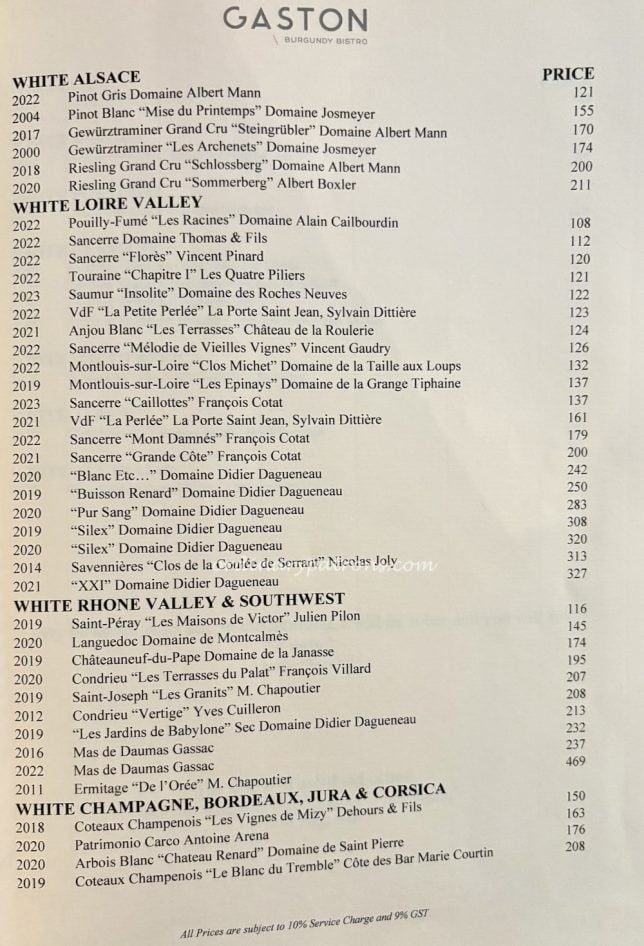 GASTON
\ BURGUNDY BISTRO
WHITE ALSACE PRICE
2022 Pinot Gris Domaine Albert Mann 121
2004 Pinot Blanc “Mise du Printemps” Domaine Josmeyer 155
2017 Gewürztraminer Grand Cru “Steingrübler” Domaine Albert Mann 170
2000 Gewürztraminer “Les Archenets” Domaine Josmeyer 174
2018 Riesling Grand Cru “Schlossberg” Domaine Albert Mann 200
2020 Riesling Grand Cru “Sommerberg” Albert Boxler 211
WHITE LOIRE VALLEY
2022 Pouilly-Fumé “Les Racines” Domaine Alain Cailbourdin 108
2022 Sancerre Domaine Thomas & Fils 112
2022 Sancerre “Florès” Vincent Pinard 120
2022 Touraine “Chapitre I” Les Quatre Piliers 121
2023 Saumur “Insolite” Domaine des Roches Neuves 122
2022 VdF “La Petite Perlée” La Porte Saint Jean, Sylvain Dittière 123
2021 Anjou Blanc “Les Terrasses” Château de la Roulerie 124
2022 Sancerre “Mélodie de Vieilles Vignes” Vincent Gaudry 126
2022 Montlouis-sur-Loire “Clos Michet” Domaine de la Taille aux Loups 132
2019 Montlouis-sur-Loire “Les Epinays” Domaine de la Grange Tiphaine 137
2023 Sancerre “Caillottes” François Cotat 137
2021 VdF “La Perlée” La Porte Saint Jean, Sylvain Dittière 161
2022 Sancerre “Mont Damnés” François Cotat 179
2021 Sancerre “Grande Côte” François Cotat 200
2020 “Blanc Etc…” Domaine Didier Dagueneau 242
2019 “Buisson Renard” Domaine Didier Dagueneau 250
2020 “Pur Sang” Domaine Didier Dagueneau 283
2019 “Silex” Domaine Didier Dagueneau 308
2020 “Silex” Domaine Didier Dagueneau 320
2014 Savennières “Clos de la Coulée de Serrant” Nicolas Joly 313
2021 “XXI” Domaine Didier Dagueneau 327
WHITE RHONE VALLEY & SOUTHWEST
2019 Saint-Péray “Les Maisons de Victor” Julien Pilon 116
2020 Languedoc Domaine de Montcalmès 145
2019 Châteauneuf-du-Pape Domaine de la Janasse 174
2020 Condrieu “Les Terrasses du Palat” François Villard 195
2019 Saint-Joseph “Les Granits” M. Chapoutier 207
2012 Condrieu “Vertige” Yves Cuilleron 208
2019 “Les Jardins de Babylone” Sec Domaine Didier Dagueneau 213
2016 Mas de Daumas Gassac 232
2022 Mas de Daumas Gassac 237
2011 Ermitage “De l’Orée” M. Chapoutier 469
WHITE CHAMPAGNE, BORDEAUX, JURA & CORSICA
2018 Coteaux Champenois “Les Vignes de Mizy” Dehours & Fils 150
2020 Patrimonio Carco Antoine Arena 163
2020 Arbois Blanc “Chateau Renard” Domaine de Saint Pierre 176
2019 Coteaux Champenois “Le Blanc du Tremble” Côte des Bar Marie Courtin 208
All Prices are subject to 10% Service Charge and 9% GST